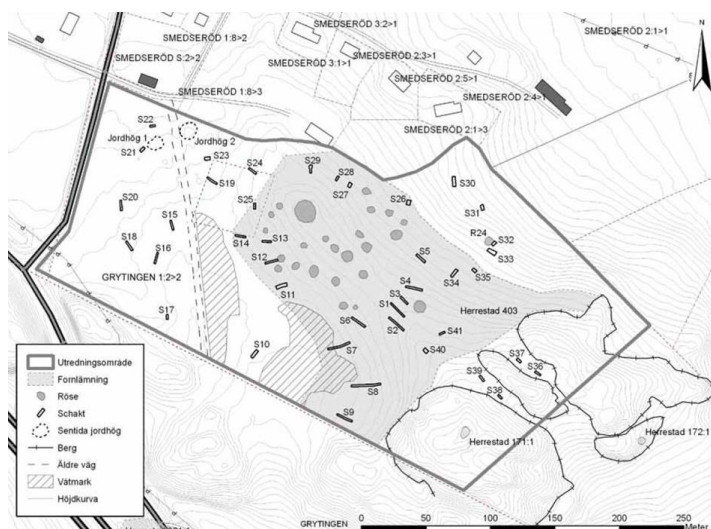 SMEDSERÖD 3:2>1
SMEDSERÖD 2:1>1
SMEDSERÖD 1:8>2
SMEDSERÖD S:2>2
SMEDSERÖD 2:3>1
SMEDSERÖD 3:1>1
SMEDSERÖD 2:5>1
N
SMEDSERÖD 1:8>3
SMEDSERÖD 2:4>1
SMEDSERÖD 2:1>3
S22
Jordhög 1
Jordhög 2
S21
S23
S24
S29
S28
S27
S19
S30
S20
S25
S26
S31
S15
R24
S32
S14
S13
S18
S16
S12
S5
S33
GRYTINGEN 1:2>2
S11
S4
S34
S35
S3
S1
Herrestad 403
S17
S6
S2
S41
S7
S40
S10
S37
S36
S39
S8
S38
S9
Herrestad 171:1
Herrestad 172:1
Utredningsområde
Fornlämning
Röse
Schakt
Sentida jordhög
Berg
Äldre väg
Våtmark
Höjdkurva
GRYTINGEN
0 50 100 150 200 250
Meter